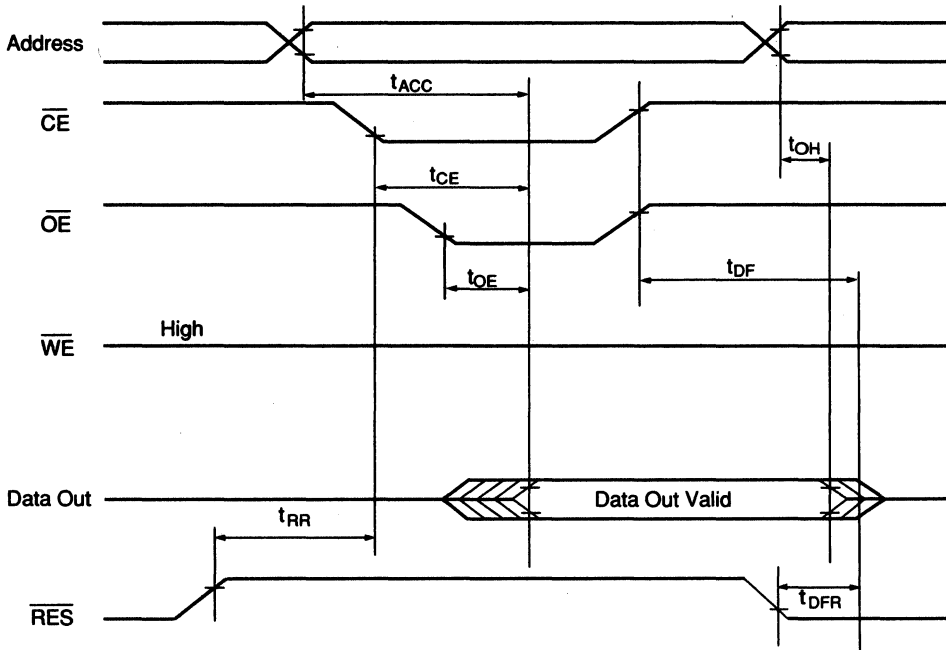 Address
tACC
CE
tOH
tCE
OE
tDF
tOE
High
WE
Data Out
Data Out Valid
tRR
tDFR
RES